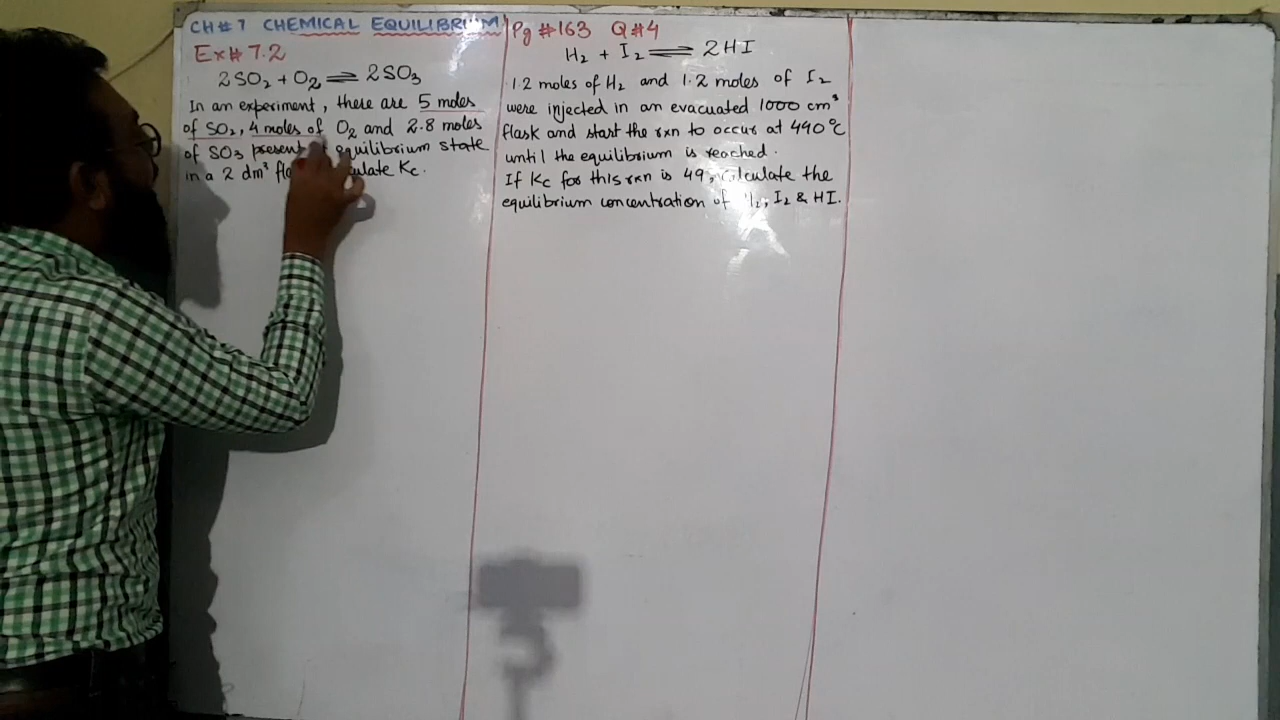 CH#7 CHEMICAL EQUILIBRIUM
Ex# 7.2
2SO₂ + O₂ ⇌ 2SO₃
In an experiment, there are 5 moles
of SO₂, 4 moles of O₂ and 2.8 moles
of SO₃ present equilibrium state
in a 2 dm³ Kc.
Pg #163 Q#4
H₂ + I₂ ⇌ 2HI
1.2 moles of H₂ and 1.2 moles of I₂
were injected in an evacuated 1000 cm³
flask and start the rxn to occur at 440°C
until the equilibrium is reached.
If Kc for this rxn is 49, calculate the
equilibrium concentration of H₂, I₂ & HI.